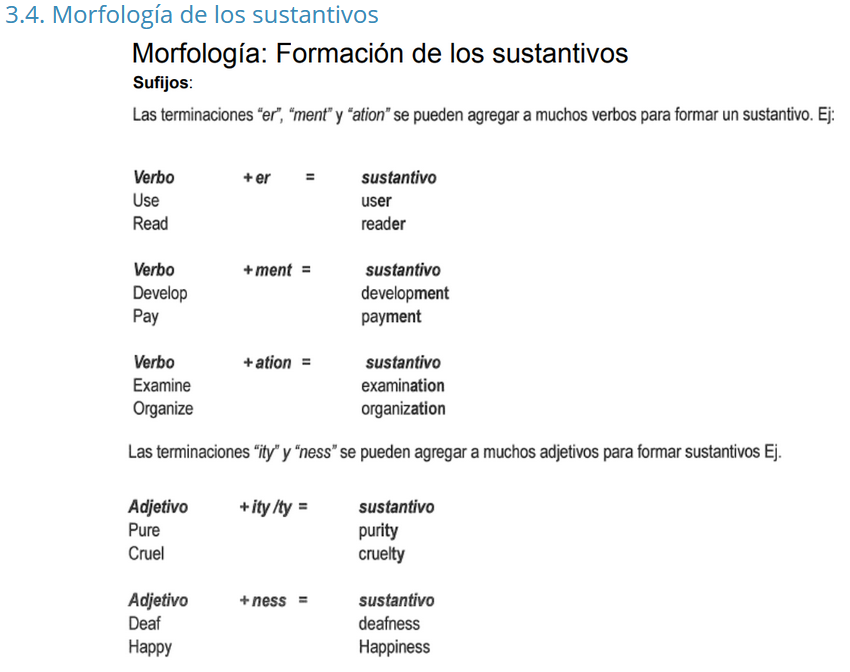 3.4. Morfología de los sustantivos
Morfología: Formación de los sustantivos
Sufijos:
Las terminaciones “er”, “ment” y “ation” se pueden agregar a muchos verbos para formar un sustantivo. Ej:
Verbo +er = sustantivo
Use user
Read reader
Verbo +ment = sustantivo
Develop development
Pay payment
Verbo +ation = sustantivo
Examine examination
Organize organization
Las terminaciones “ity” y “ness” se pueden agregar a muchos adjetivos para formar sustantivos Ej.
Adjetivo +ity /ty = sustantivo
Pure purity
Cruel cruelty
Adjetivo +ness = sustantivo
Deaf deafness
Happy Happiness